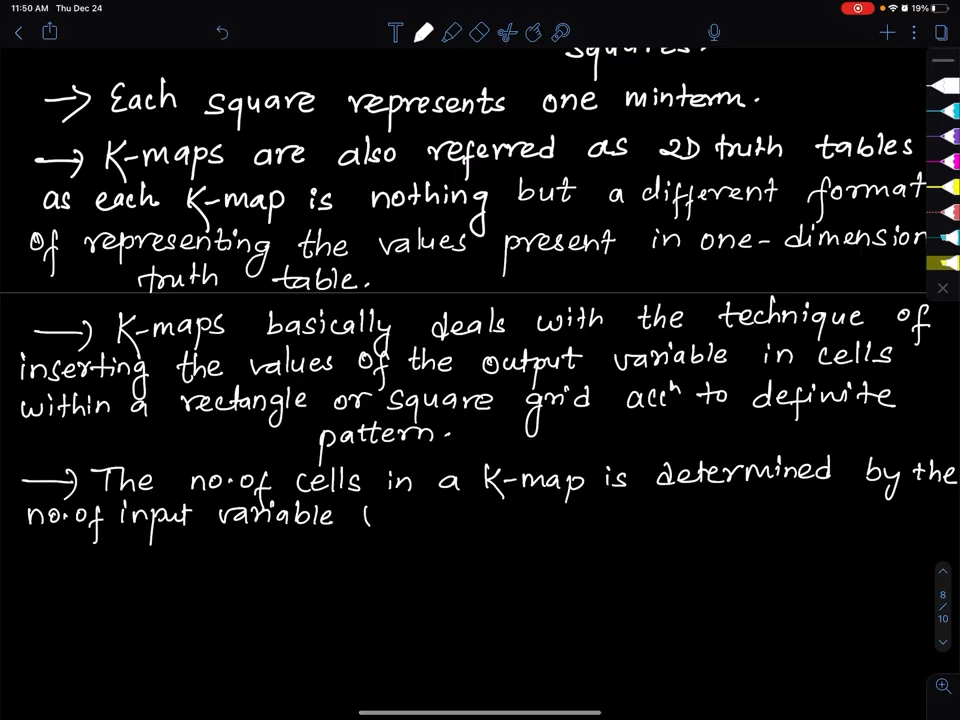 11:50 AM Thu Dec 24
19%
squares.
→ Each square represents one minterm.
→ K-maps are also referred as 2D truth tables
as each K-map is nothing but a different format
of representing the values present in one-dimension
truth table.
→ K-maps basically deals with the technique of
inserting the values of the output variable in cells
within a rectangle or square grid accⁿ to definite
pattern.
→ The no. of cells in a K-map is determined by the
no. of input variable (
8
/
10